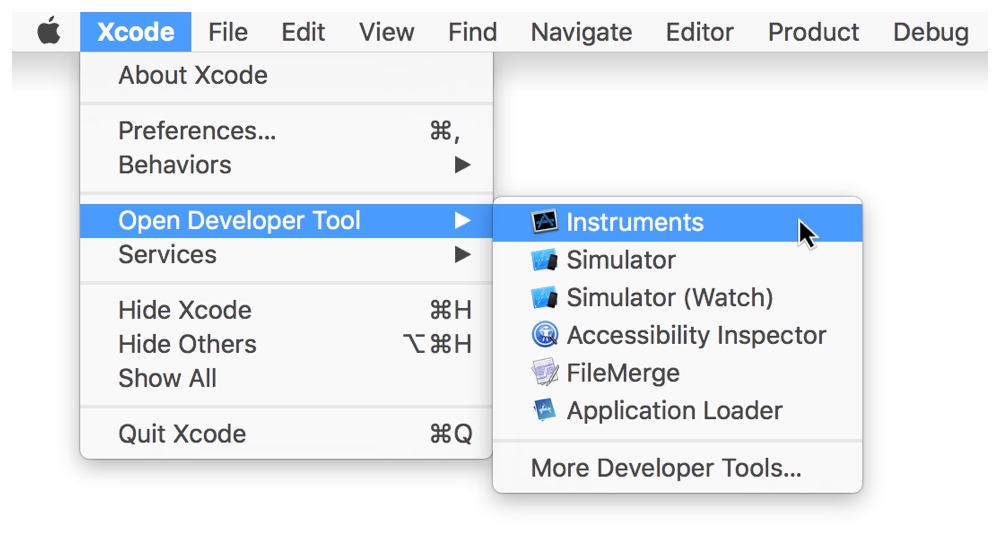 Xcode File Edit View Find Navigate Editor Product Debug
About Xcode
Preferences... ⌘,
Behaviors ▶
Open Developer Tool ▶
Services ▶
Hide Xcode ⌘H
Hide Others ⌥⌘H
Show All
Quit Xcode ⌘Q
Instruments
Simulator
Simulator (Watch)
Accessibility Inspector
FileMerge
Application Loader
More Developer Tools...